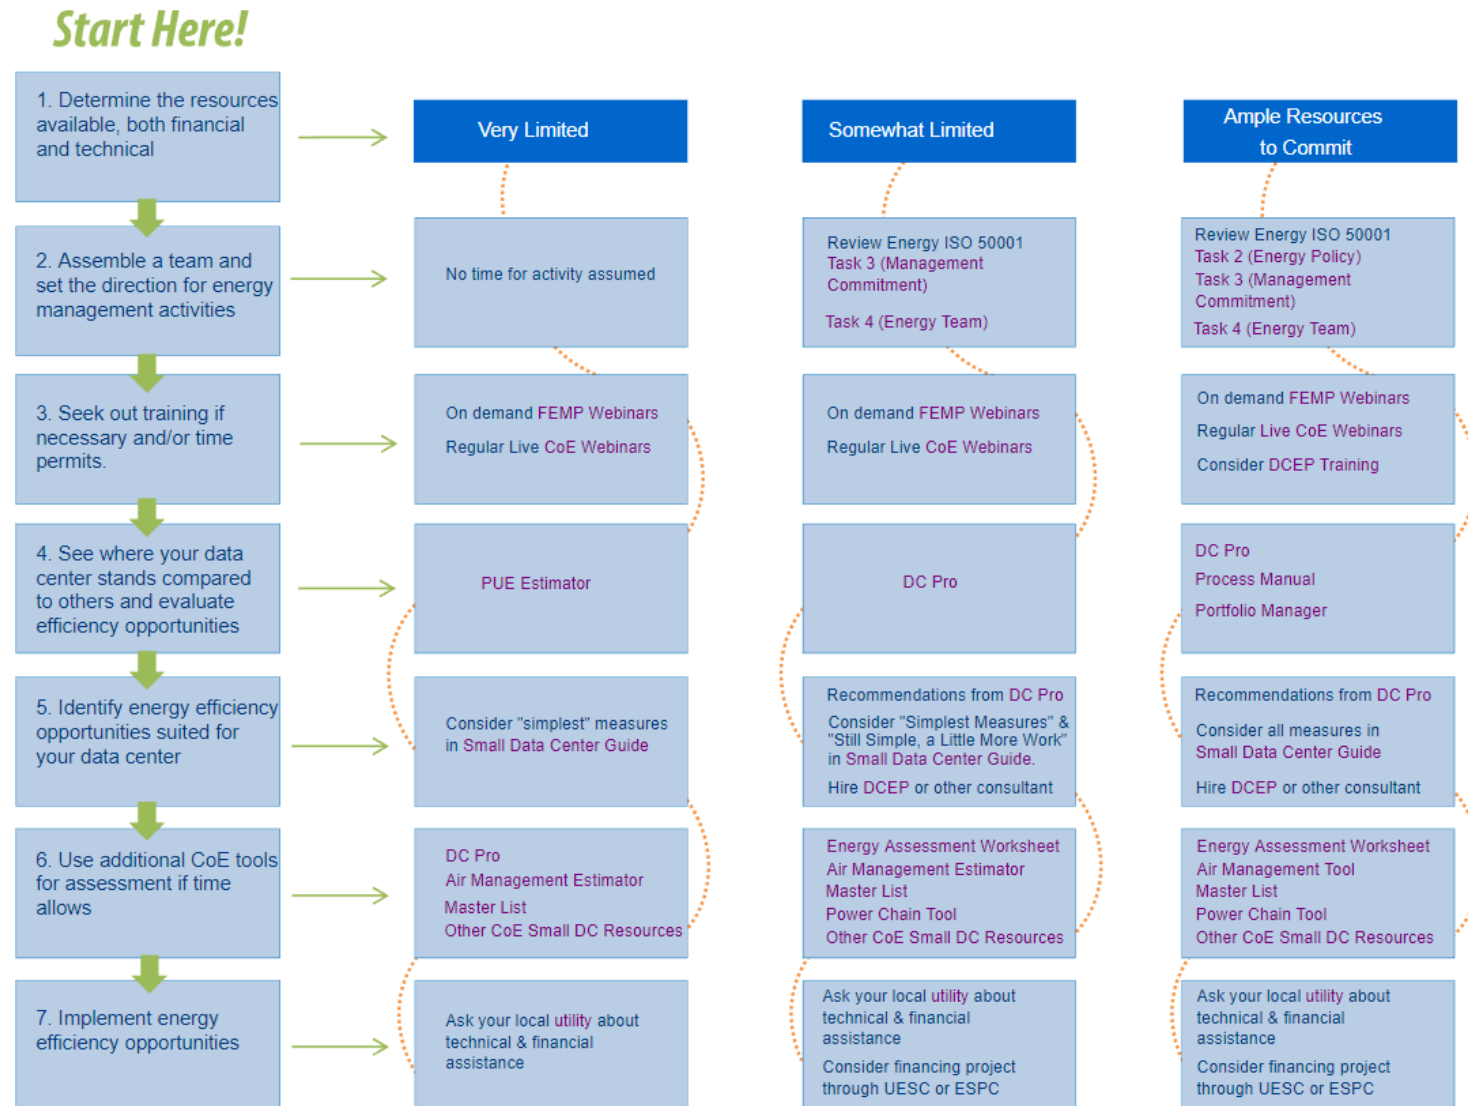 Start Here!
1. Determine the resources
available, both financial
and technical
Very Limited
Somewhat Limited
Ample Resources
to Commit
2. Assemble a team and
set the direction for energy
management activities
No time for activity assumed
Review Energy ISO 50001
Task 3 (Management
Commitment)
Task 4 (Energy Team)
Review Energy ISO 50001
Task 2 (Energy Policy)
Task 3 (Management
Commitment)
Task 4 (Energy Team)
3. Seek out training if
necessary and/or time
permits.
On demand FEMP Webinars
Regular Live CoE Webinars
On demand FEMP Webinars
Regular Live CoE Webinars
On demand FEMP Webinars
Regular Live CoE Webinars
Consider DCEP Training
4. See where your data
center stands compared
to others and evaluate
efficiency opportunities
PUE Estimator
DC Pro
DC Pro
Process Manual
Portfolio Manager
5. Identify energy efficiency
opportunities suited for
your data center
Consider "simplest" measures
in Small Data Center Guide
Recommendations from DC Pro
Consider "Simplest Measures" &
"Still Simple, a Little More Work"
in Small Data Center Guide.
Hire DCEP or other consultant
Recommendations from DC Pro
Consider all measures in
Small Data Center Guide
Hire DCEP or other consultant
6. Use additional CoE tools
for assessment if time
allows
DC Pro
Air Management Estimator
Master List
Other CoE Small DC Resources
Energy Assessment Worksheet
Air Management Estimator
Master List
Power Chain Tool
Other CoE Small DC Resources
Energy Assessment Worksheet
Air Management Tool
Master List
Power Chain Tool
Other CoE Small DC Resources
7. Implement energy
efficiency opportunities
Ask your local utility about
technical & financial
assistance
Ask your local utility about
technical & financial
assistance
Consider financing project
through UESC or ESPC
Ask your local utility about
technical & financial
assistance
Consider financing project
through UESC or ESPC